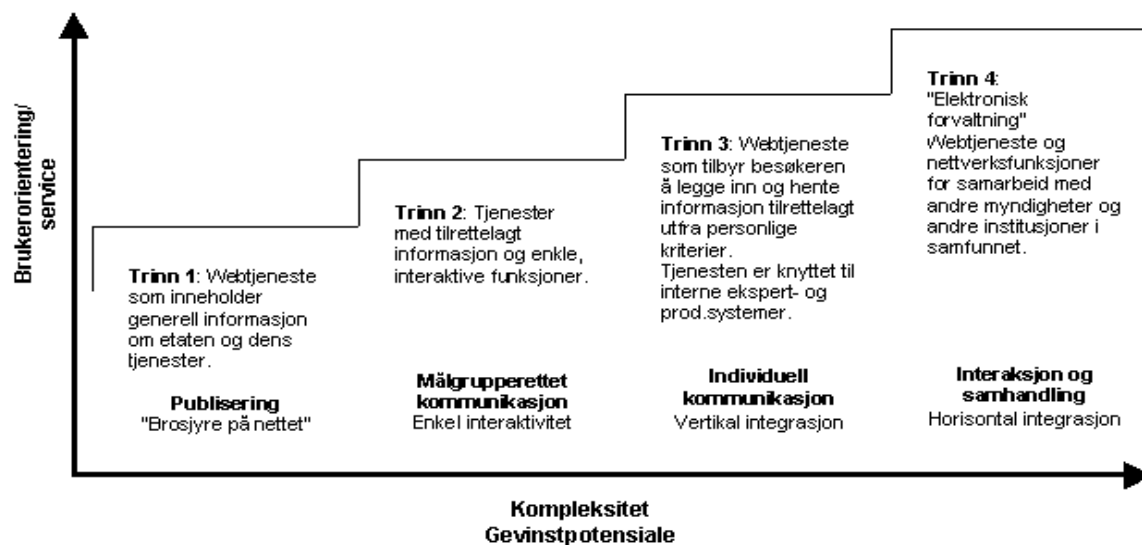 Brukerorientering/
service
Trinn 1: Webtjeneste
som inneholder
generell informasjon
om etaten og dens
tjenester.
Publisering
"Brosjyre på nettet"
Trinn 2: Tjenester
med tilrettelagt
informasjon og enkle,
interaktive funksjoner.
Målgrupperettet
kommunikasjon
Enkel interaktivitet
Trinn 3: Webtjeneste
som tilbyr besøkeren
å legge inn og hente
informasjon tilrettelagt
utfra personlige
kriterier.
Tjenesten er knyttet til
interne ekspert- og
prod.systemer.
Individuell
kommunikasjon
Vertikal integrasjon
Trinn 4:
"Elektronisk
forvaltning"
Webtjeneste og
nettverksfunksjoner
for samarbeid med
andre myndigheter og
andre institusjoner i
samfunnet.
Interaksjon og
samhandling
Horisontal integrasjon
Kompleksitet
Gevinstpotensiale